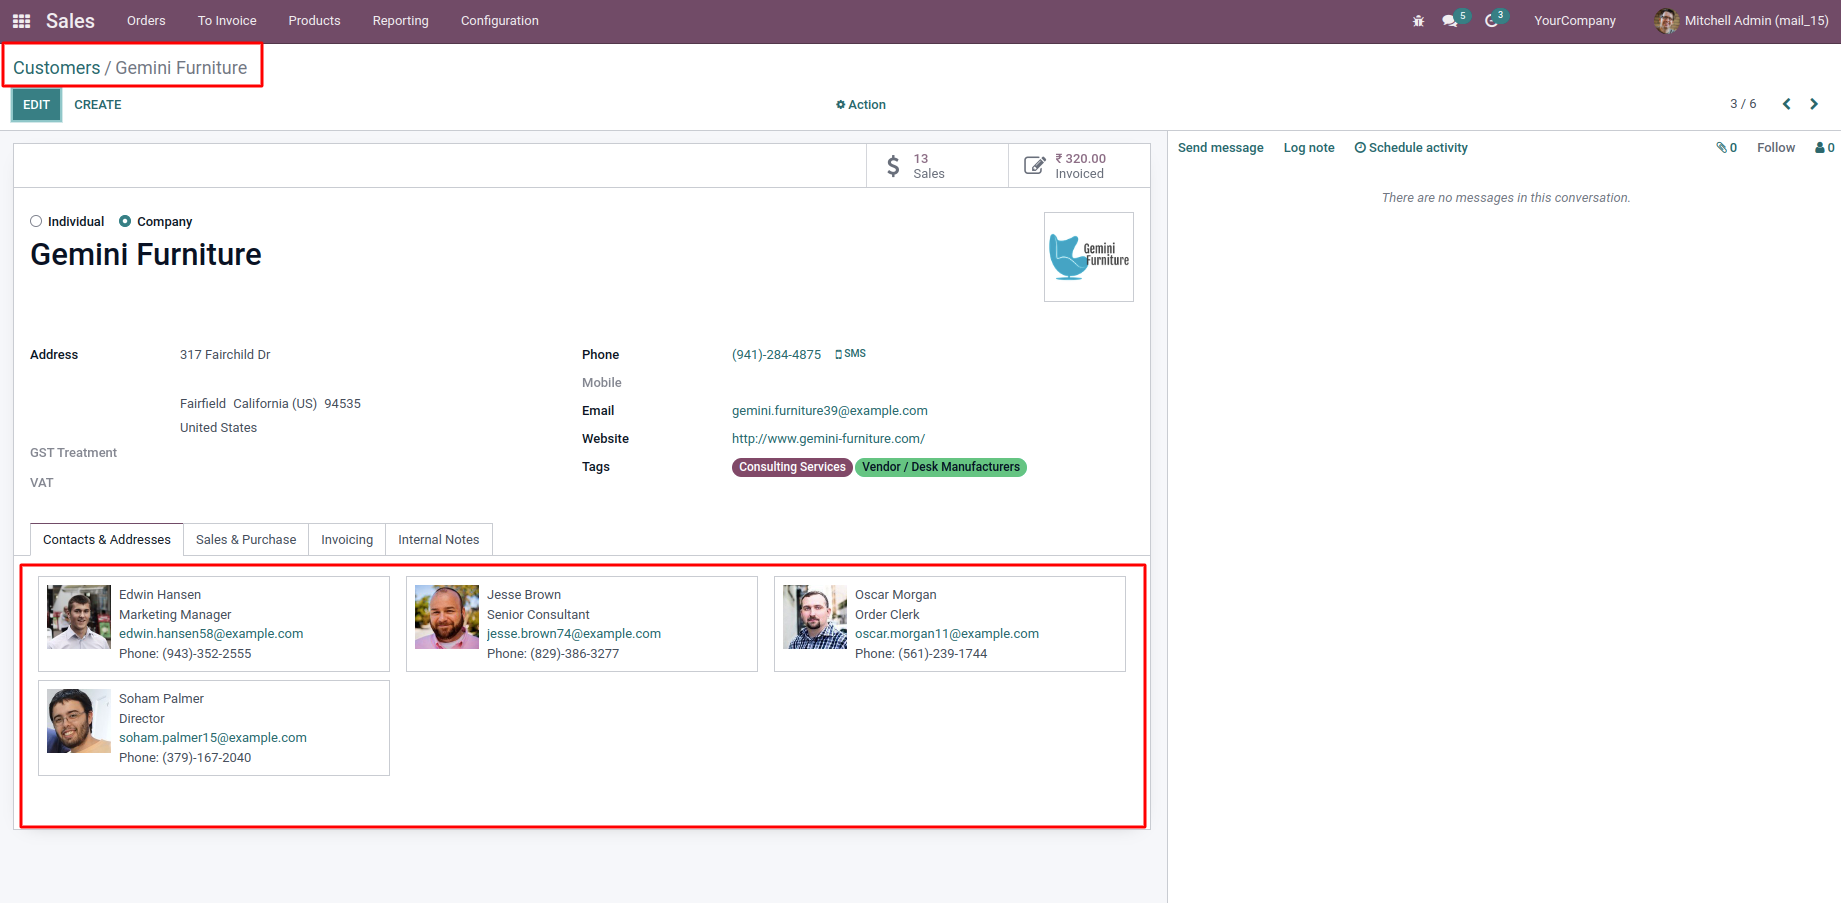 Sales Orders To Invoice Products Reporting Configuration 5 3 YourCompany Mitchell Admin (mail_15)
Customers / Gemini Furniture
EDIT CREATE Action 3 / 6
Send message Log note Schedule activity 0 Follow 0
There are no messages in this conversation.
13
Sales
₹ 320.00
Invoiced
Individual Company
Gemini Furniture
Gemini
Furniture
Address 317 Fairchild Dr
Fairfield California (US) 94535
United States
GST Treatment
VAT
Phone (941)-284-4875 SMS
Mobile
Email gemini.furniture39@example.com
Website http://www.gemini-furniture.com/
Tags Consulting Services Vendor / Desk Manufacturers
Contacts & Addresses Sales & Purchase Invoicing Internal Notes
Edwin Hansen
Marketing Manager
edwin.hansen58@example.com
Phone: (943)-352-2555
Jesse Brown
Senior Consultant
jesse.brown74@example.com
Phone: (829)-386-3277
Oscar Morgan
Order Clerk
oscar.morgan11@example.com
Phone: (561)-239-1744
Soham Palmer
Director
soham.palmer15@example.com
Phone: (379)-167-2040